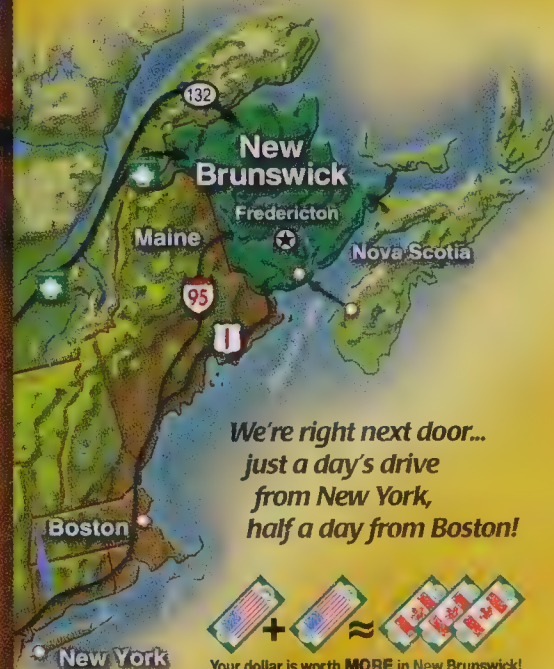 132
New
Brunswick
Fredericton
Maine
Nova Scotia
95
1
We're right next door...
just a day's drive
from New York,
half a day from Boston!
Boston
+ ≈
New York
Your dollar is worth MORE in New Brunswick!